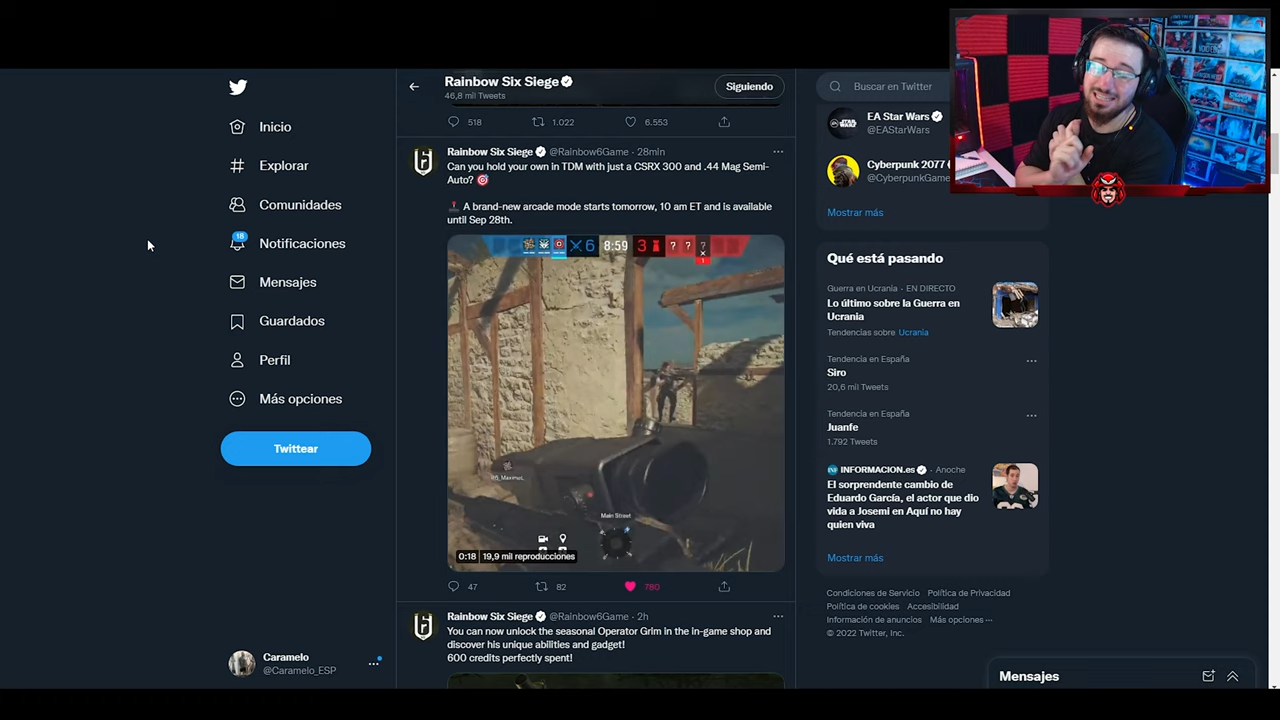 Inicio
Explorar
Comunidades
18
Notificaciones
Mensajes
Guardados
Perfil
Más opciones
Twittear
Caramelo
@Caramelo_ESP
Rainbow Six Siege
46,8 mil Tweets
Siguiendo
518
1.022
6.553
Rainbow Six Siege @Rainbow6Game · 28min
Can you hold your own in TDM with just a CSRX 300 and .44 Mag Semi-
Auto?
A brand-new arcade mode starts tomorrow, 10 am ET and is available
until Sep 28th.
6 8:59 3 ? ? ?
1
R6_MaximuL
Main Street
0:18 19,9 mil reproducciones
47
82
780
Rainbow Six Siege @Rainbow6Game · 2h
You can now unlock the seasonal Operator Grim in the in-game shop and
discover his unique abilities and gadget!
600 credits perfectly spent!
Buscar en Twitter
EA Star Wars
@EAStarWars
Cyberpunk 2077
@CyberpunkGame
Mostrar más
Qué está pasando
Guerra en Ucrania · EN DIRECTO
Lo último sobre la Guerra en
Ucrania
Tendencias sobre Ucrania
Tendencia en España
Siro
20,6 mil Tweets
Tendencia en España
Juanfe
1.792 Tweets
INFORMACION.es · Anoche
El sorprendente cambio de
Eduardo García, el actor que dio
vida a Josemi en Aquí no hay
quien viva
Mostrar más
Condiciones de Servicio Política de Privacidad
Política de cookies Accesibilidad
Información de anuncios Más opciones ···
© 2022 Twitter, Inc.
Mensajes